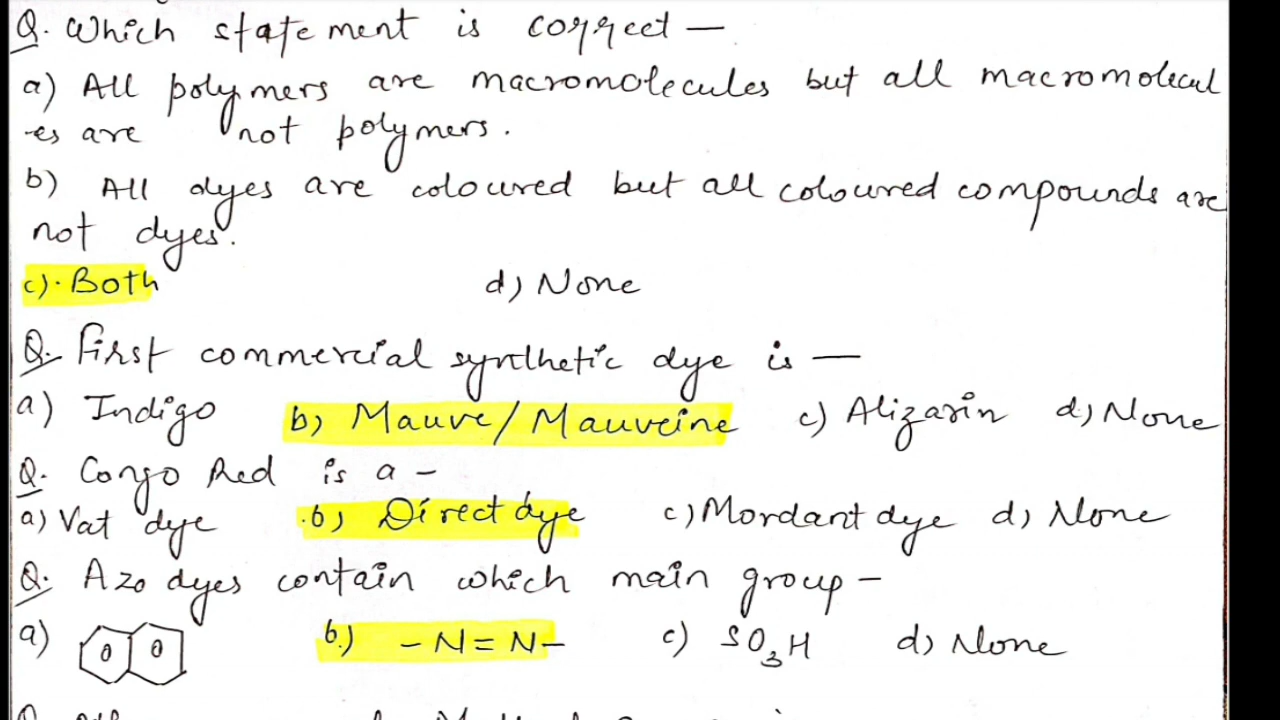 Q. Which statement is correct —
a) All polymers are macromolecules but all macromolecul
-es are not polymers.
b) All dyes are coloured but all coloured compounds are
not dyes.
c). Both d) None
Q. First commercial synthetic dye is —
a) Indigo b) Mauve/Mauveine c) Alizarin d) None
Q. Congo Red is a -
a) Vat dye .b) Direct dye c) Mordant dye d) None
Q. Azo dyes contain which main group -
a) b.) -N=N- c) SO₃H d) None